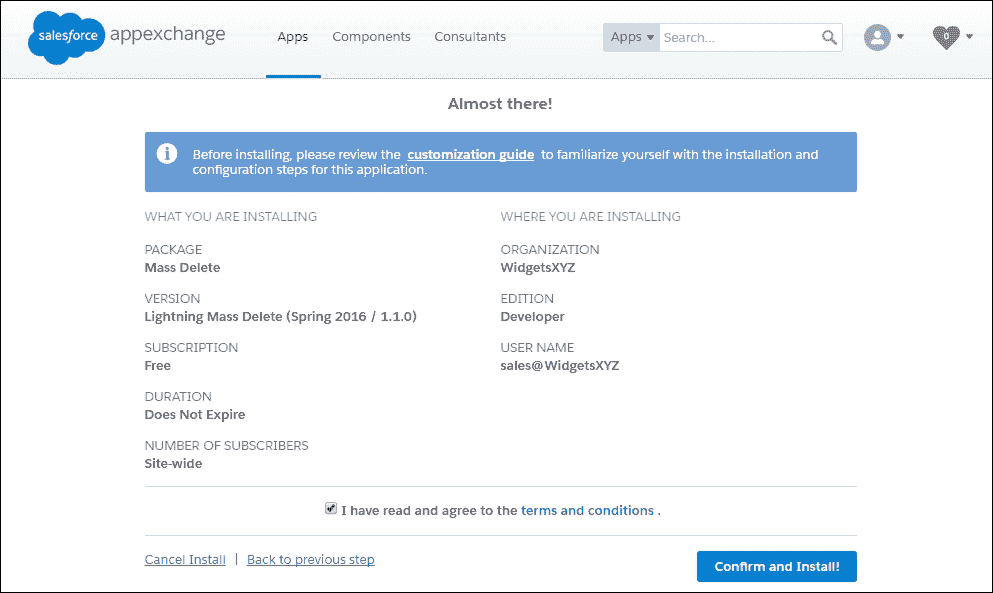 salesforce appexchange Apps Components Consultants Apps Search... 0
Almost there!
Before installing, please review the customization guide to familiarize yourself with the installation and
configuration steps for this application.
WHAT YOU ARE INSTALLING
PACKAGE
Mass Delete
VERSION
Lightning Mass Delete (Spring 2016 / 1.1.0)
SUBSCRIPTION
Free
DURATION
Does Not Expire
NUMBER OF SUBSCRIBERS
Site-wide
WHERE YOU ARE INSTALLING
ORGANIZATION
WidgetsXYZ
EDITION
Developer
USER NAME
sales@WidgetsXYZ
I have read and agree to the terms and conditions .
Cancel Install | Back to previous step Confirm and Install!